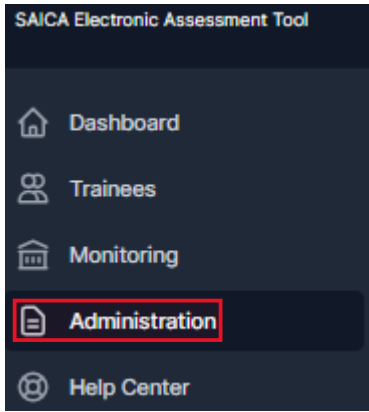 SAICA Electronic Assessment Tool
Dashboard
Trainees
Monitoring
Administration
Help Center